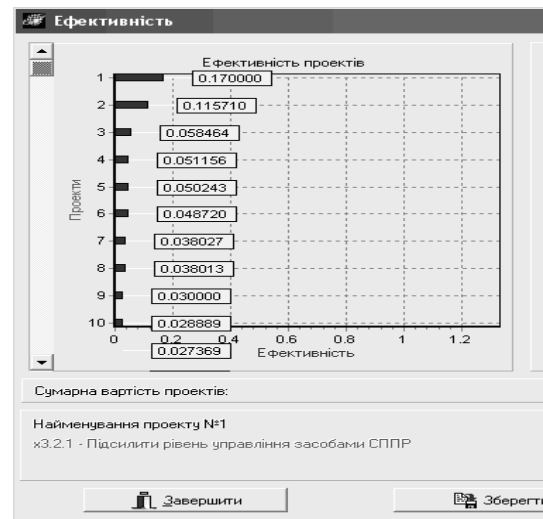 Ефективність
Ефективність проектів
1 0.170000
2 0.115710
3 0.058464
4 0.051156
5 0.050243
6 0.048720
7 0.038027
8 0.038013
9 0.030000
10 0.028889
0 0.2 0.4 0.6 0.8 1 1.2
0.027369
Ефективність
Проекти
Сумарна вартість проектів:
Найменування проекту №1
х3.2.1 - Підсилити рівень управління засобами СППР
Завершити
Зберегти